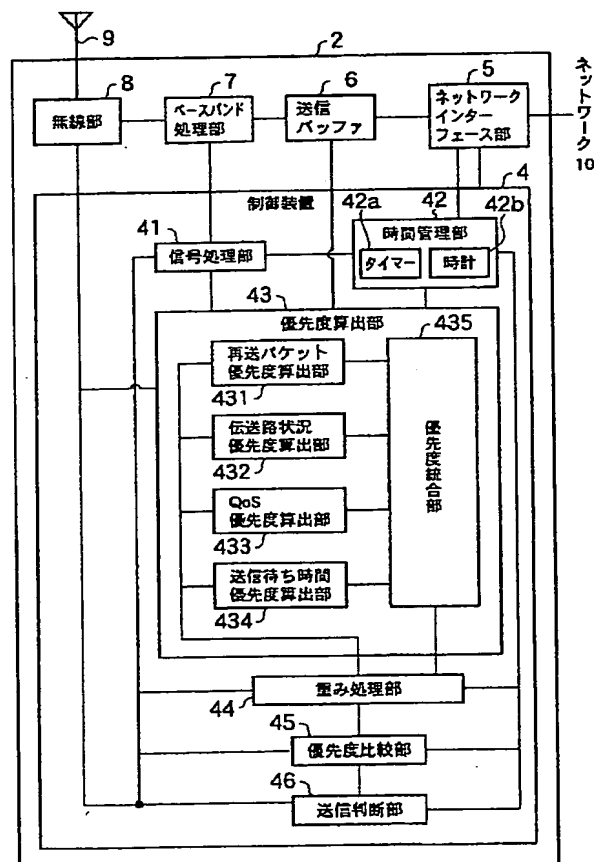 9
2
8
無線部
7
ベースバンド
処理部
6
送信
バッファ
5
ネットワーク
インター
フェース部
ネットワーク 10
4
制御装置
41
信号処理部
42
時間管理部
42a
タイマー
42b
時計
43
優先度算出部
再送パケット
優先度算出部
431
伝送路状況
優先度算出部
432
QoS
優先度算出部
433
送信待ち時間
優先度算出部
434
435
優先度統合部
重み処理部
44
45
優先度比較部
46
送信判断部